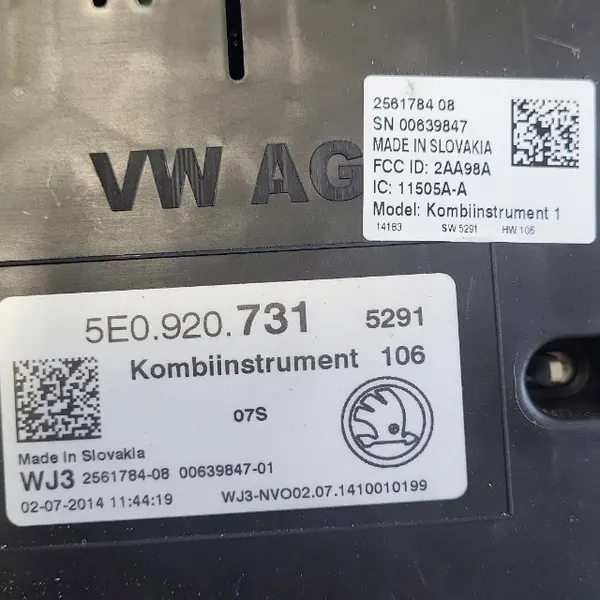 VW AG
2561784 08
SN 00639847
MADE IN SLOVAKIA
FCC ID: 2AA98A
IC: 11505A-A
Model: Kombiinstrument 1
14183 SW 5291 HW 106
5E0.920.731 5291
Kombiinstrument 106
07S
Made in Slovakia
WJ3 2561784-08 00639847-01
02-07-2014 11:44:19 WJ3-NVO02.07.1410010199